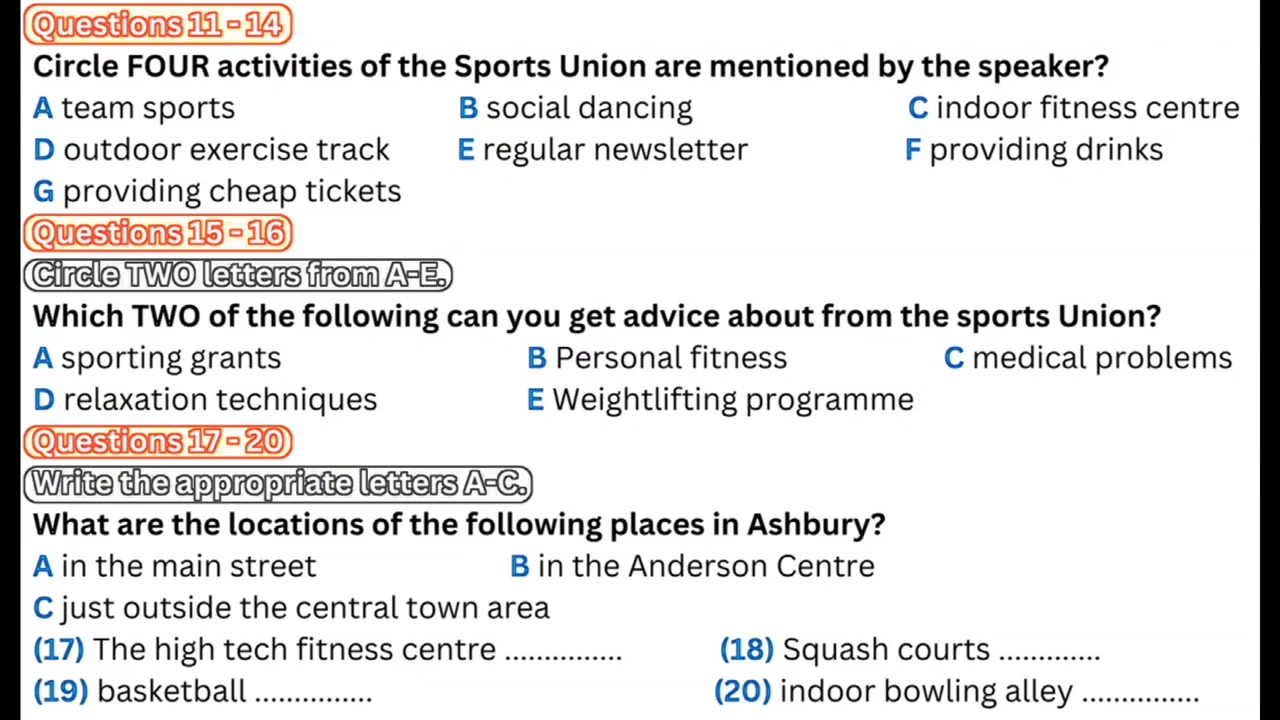 Questions 11 - 14
Circle FOUR activities of the Sports Union are mentioned by the speaker?
A team sports B social dancing C indoor fitness centre
D outdoor exercise track E regular newsletter F providing drinks
G providing cheap tickets
Questions 15 - 16
Circle TWO letters from A-E.
Which TWO of the following can you get advice about from the sports Union?
A sporting grants B Personal fitness C medical problems
D relaxation techniques E Weightlifting programme
Questions 17 - 20
Write the appropriate letters A-C.
What are the locations of the following places in Ashbury?
A in the main street B in the Anderson Centre
C just outside the central town area
(17) The high tech fitness centre ............... (18) Squash courts .............
(19) basketball ............... (20) indoor bowling alley ...............